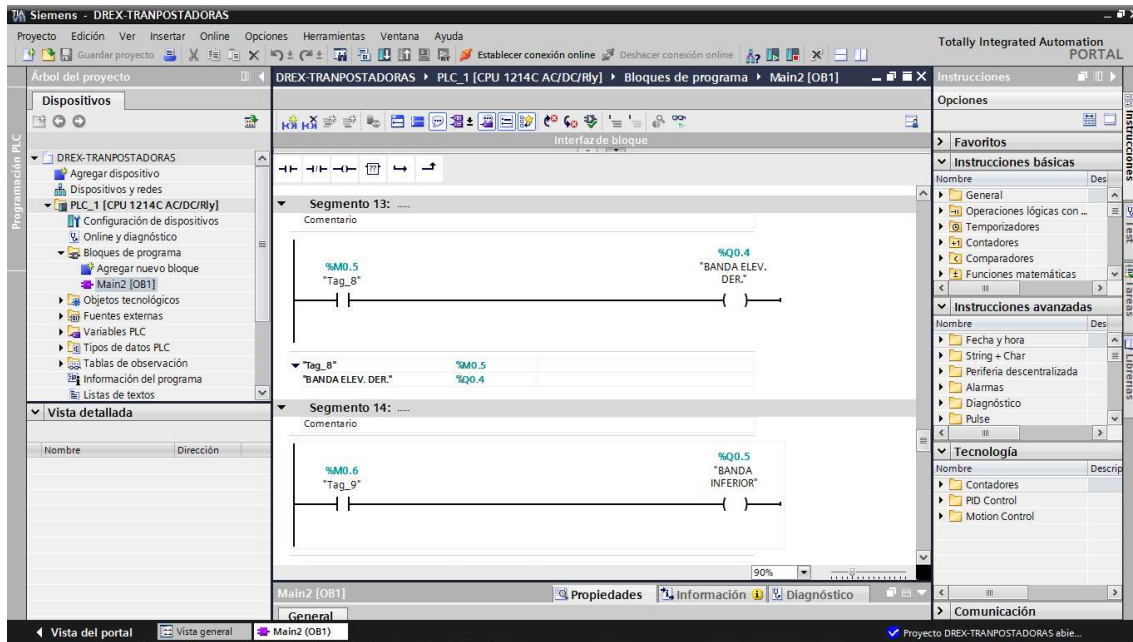 Siemens - DREX-TRANPOSTADORAS
Proyecto Edición Ver Insertar Online Opciones Herramientas Ventana Ayuda
Guardar proyecto
Establecer conexión online
Deshacer conexión online
Totally Integrated Automation
PORTAL
Árbol del proyecto
DREX-TRANPOSTADORAS PLC_1 [CPU 1214C AC/DC/Rly] Bloques de programa Main2 [OB1]
Instrucciones
Dispositivos
Opciones
Programación PLC
DREX-TRANPOSTADORAS
Agregar dispositivo
Dispositivos y redes
PLC_1 [CPU 1214C AC/DC/Rly]
Configuración de dispositivos
Online y diagnóstico
Bloques de programa
Agregar nuevo bloque
Main2 [OB1]
Objetos tecnológicos
Fuentes externas
Variables PLC
Tipos de datos PLC
Tablas de observación
Información del programa
Listas de textos
Vista detallada
Nombre Dirección
Interfaz de bloque
Segmento 13: .....
Comentario
%M0.5
"Tag_8"
%Q0.4
"BANDA ELEV.
DER."
"Tag_8" %M0.5
"BANDA ELEV. DER." %Q0.4
Segmento 14: .....
Comentario
%M0.6
"Tag_9"
%Q0.5
"BANDA
INFERIOR"
90%
Main2 [OB1]
Propiedades Información Diagnóstico
General
Favoritos
Instrucciones básicas
Nombre Des
General
Operaciones lógicas con ...
Temporizadores
Contadores
Comparadores
Funciones matemáticas
Instrucciones avanzadas
Nombre Des
Fecha y hora
String + Char
Periferia descentralizada
Alarmas
Diagnóstico
Pulse
Tecnología
Nombre Descrip
Contadores
PID Control
Motion Control
Comunicación
Instrucciones
Test
Tareas
Librerías
Vista del portal Vista general Main2 (OB1)
Proyecto DREX-TRANPOSTADORAS abie...